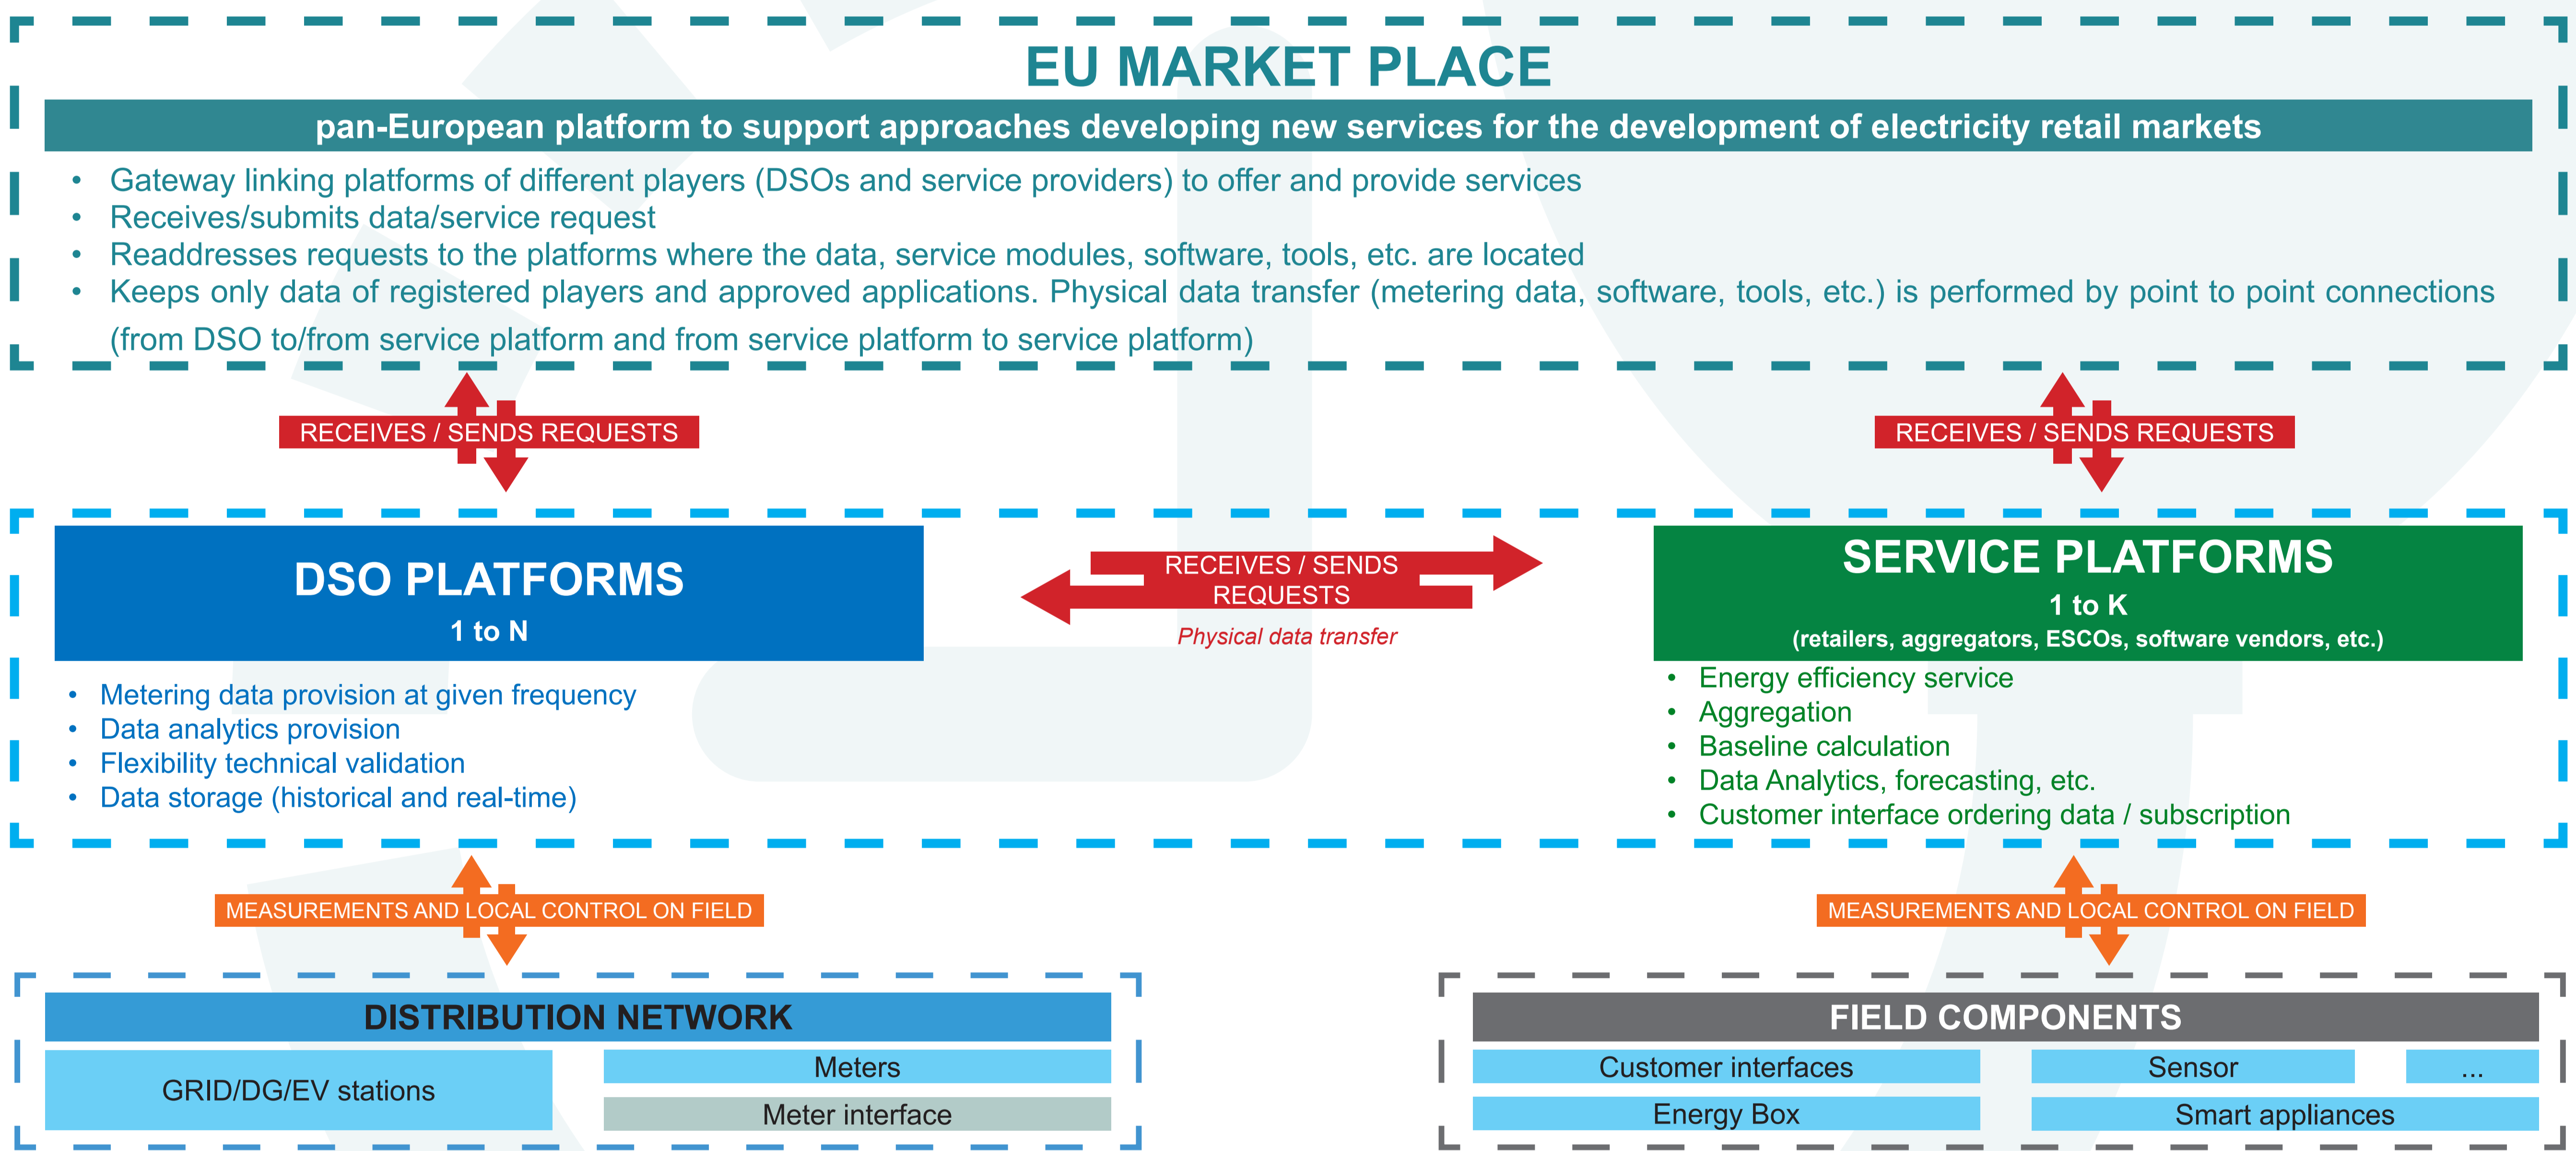 EU MARKET PLACE
pan-European platform to support approaches developing new services for the development of electricity retail markets
• Gateway linking platforms of different players (DSOs and service providers) to offer and provide services
• Receives/submits data/service request
• Readdresses requests to the platforms where the data, service modules, software, tools, etc. are located
• Keeps only data of registered players and approved applications. Physical data transfer (metering data, software, tools, etc.) is performed by point to point connections
(from DSO to/from service platform and from service platform to service platform)
RECEIVES / SENDS REQUESTS
RECEIVES / SENDS REQUESTS
DSO PLATFORMS
1 to N
• Metering data provision at given frequency
• Data analytics provision
• Flexibility technical validation
• Data storage (historical and real-time)
RECEIVES / SENDS
REQUESTS
Physical data transfer
SERVICE PLATFORMS
1 to K
(retailers, aggregators, ESCOs, software vendors, etc.)
• Energy efficiency service
• Aggregation
• Baseline calculation
• Data Analytics, forecasting, etc.
• Customer interface ordering data / subscription
MEASUREMENTS AND LOCAL CONTROL ON FIELD
MEASUREMENTS AND LOCAL CONTROL ON FIELD
DISTRIBUTION NETWORK
GRID/DG/EV stations
Meters
Meter interface
FIELD COMPONENTS
Customer interfaces
Sensor
...
Energy Box
Smart appliances